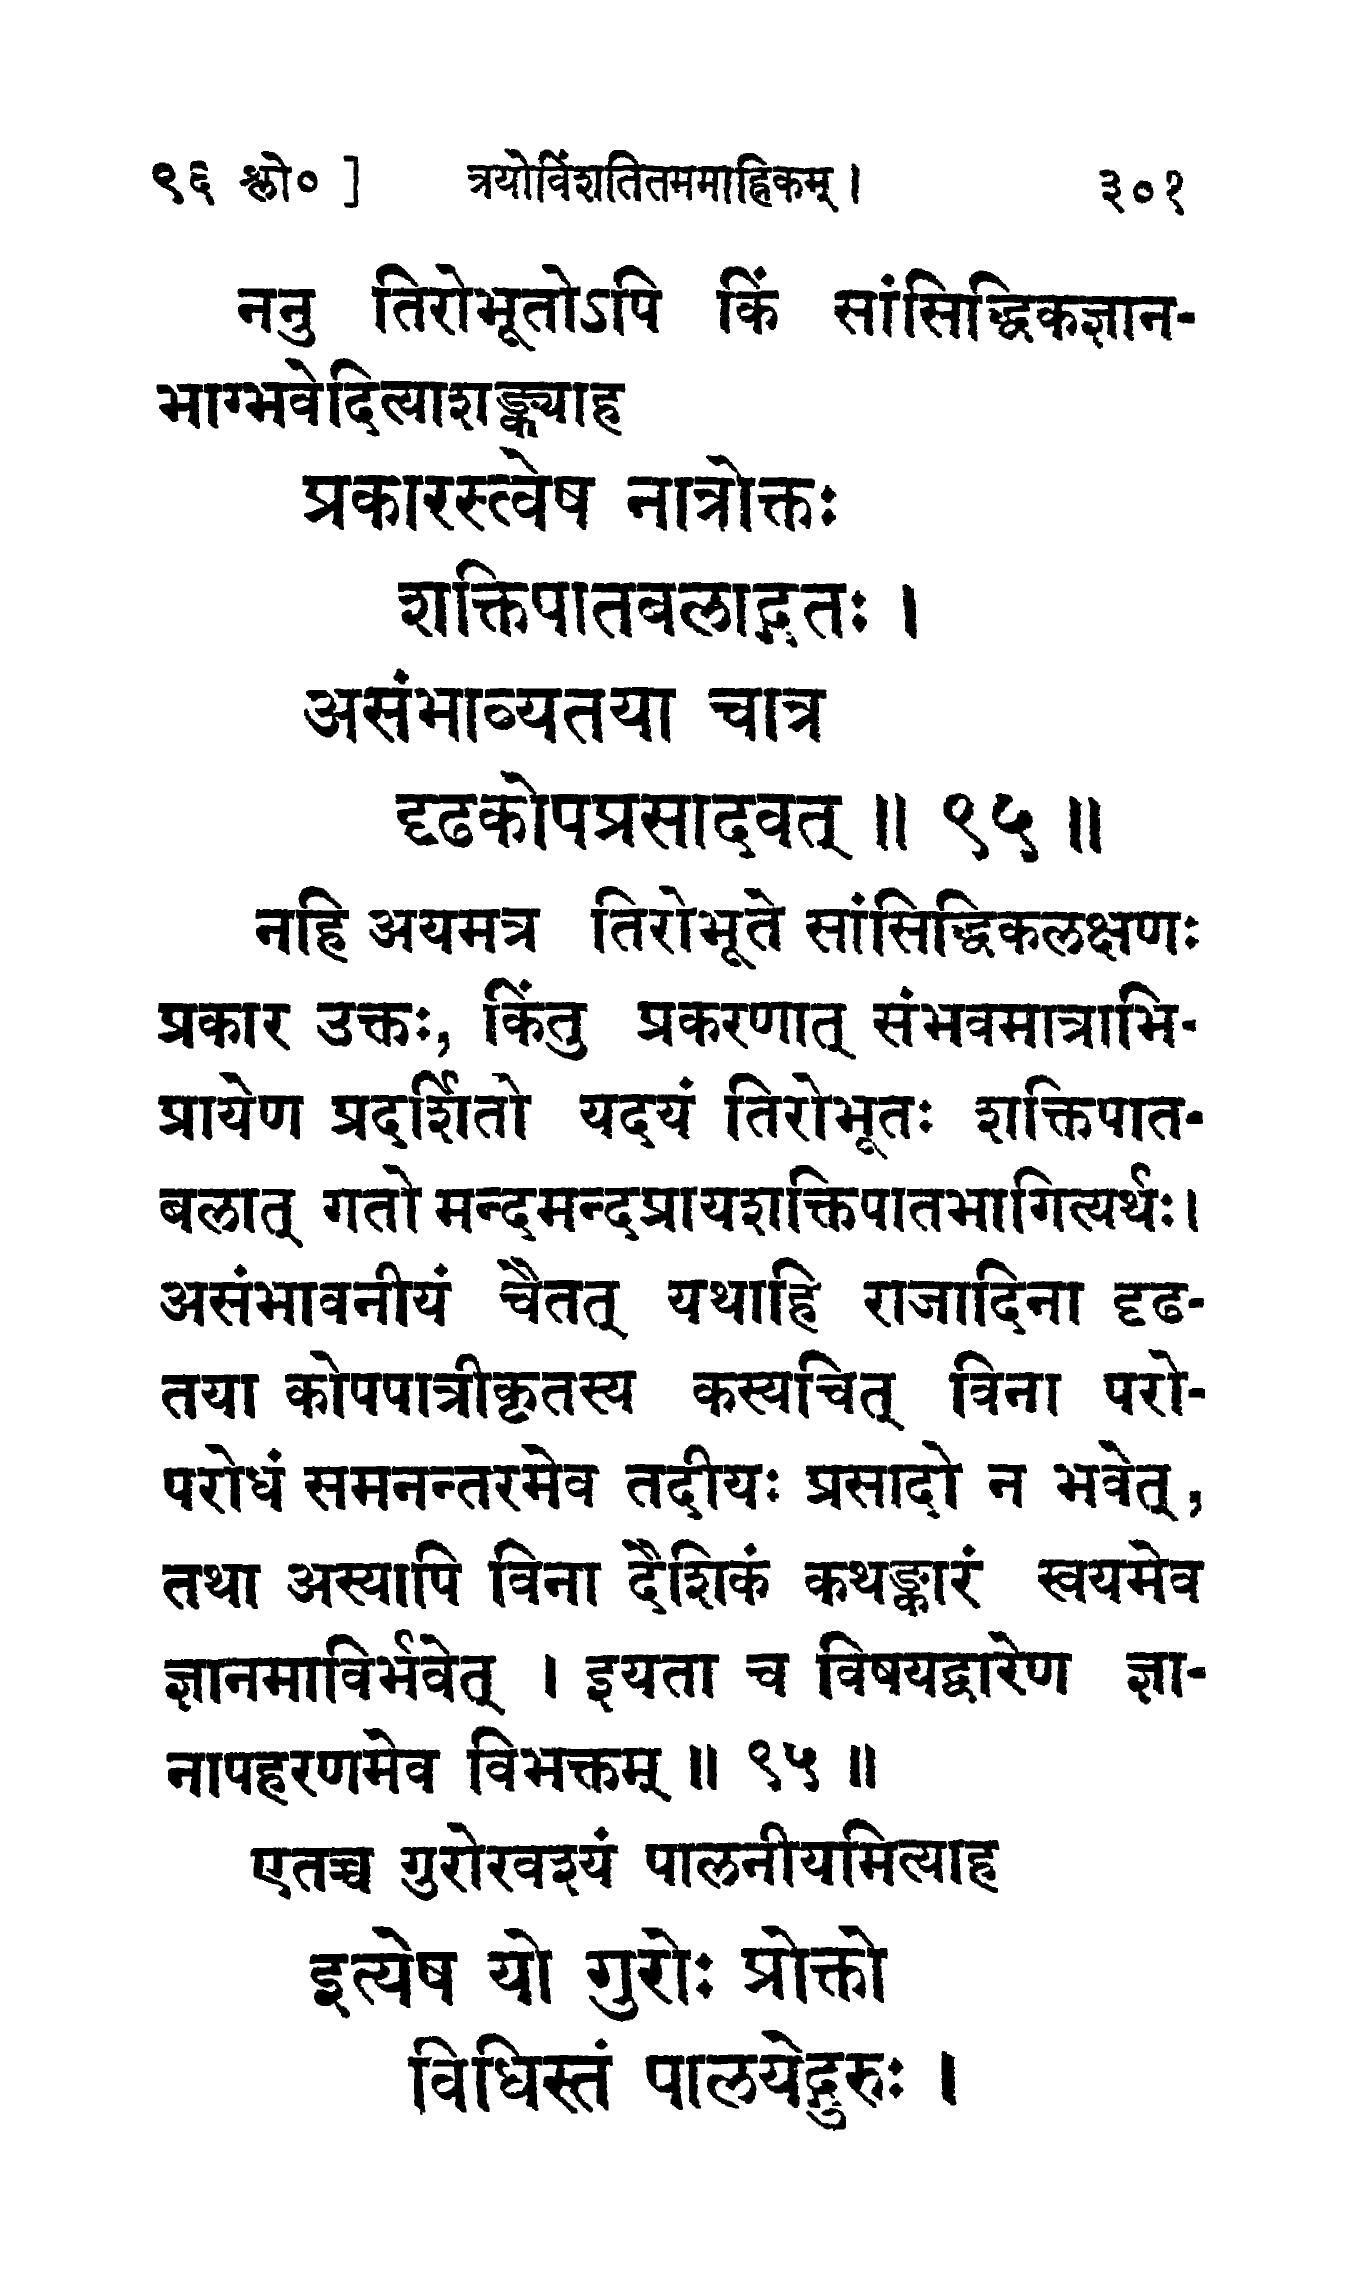 ९६ श्लो० ] त्रयोविंशतितममाह्निकम् । ३०१
ननु तिरोभूतोऽपि किं सांसिद्धिकज्ञान-
भाग्भवेदित्याशङ्क्याह
प्रकारस्त्वेष नात्रोक्तः
शक्तिपातबलाद्गतः ।
असंभाव्यतया चात्र
दृढकोपप्रसादवत् ॥ ९५ ॥
नहि अयमत्र तिरोभूते सांसिद्धिकलक्षणः
प्रकार उक्तः, किंतु प्रकरणात् संभवमात्राभि-
प्रायेण प्रदर्शितो यदयं तिरोभूतः शक्तिपात-
बलात् गतो मन्दमन्दप्रायशक्तिपातभागित्यर्थः।
असंभावनीयं चैतत् यथाहि राजादिना दृढ-
तया कोपपात्रीकृतस्य कस्यचित् विना परो-
परोधं समनन्तरमेव तदीयः प्रसादो न भवेत्,
तथा अस्यापि विना दैशिकं कथङ्कारं स्वयमेव
ज्ञानमाविर्भवेत् । इयता च विषयद्वारेण ज्ञा-
नापहरणमेव विभक्तम् ॥ ९५ ॥
एतच्च गुरोरवश्यं पालनीयमित्याह
इत्येष यो गुरोः प्रोक्तो
विधिस्तं पालयेद्गुरुः ।